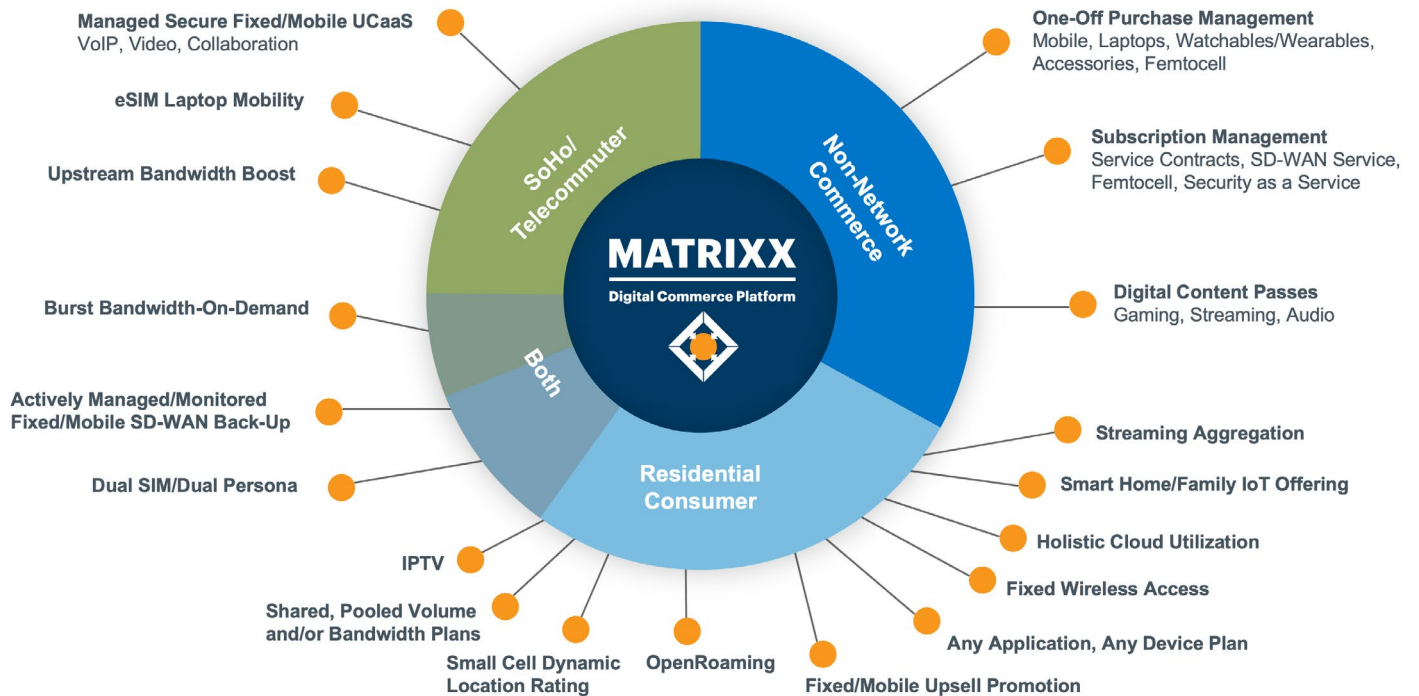 Managed Secure Fixed/Mobile UCaaS
VoIP, Video, Collaboration
eSIM Laptop Mobility
Upstream Bandwidth Boost
Burst Bandwidth-On-Demand
Actively Managed/Monitored
Fixed/Mobile SD-WAN Back-Up
Dual SIM/Dual Persona
SoHo/
Telecommuter
Both
MATRIXX
Digital Commerce Platform
Non-Network
Commerce
Residential
Consumer
One-Off Purchase Management
Mobile, Laptops, Watchables/Wearables,
Accessories, Femtocell
Subscription Management
Service Contracts, SD-WAN Service,
Femtocell, Security as a Service
Digital Content Passes
Gaming, Streaming, Audio
Streaming Aggregation
Smart Home/Family IoT Offering
Holistic Cloud Utilization
Fixed Wireless Access
Any Application, Any Device Plan
Fixed/Mobile Upsell Promotion
OpenRoaming
Small Cell Dynamic
Location Rating
Shared, Pooled Volume
and/or Bandwidth Plans
IPTV